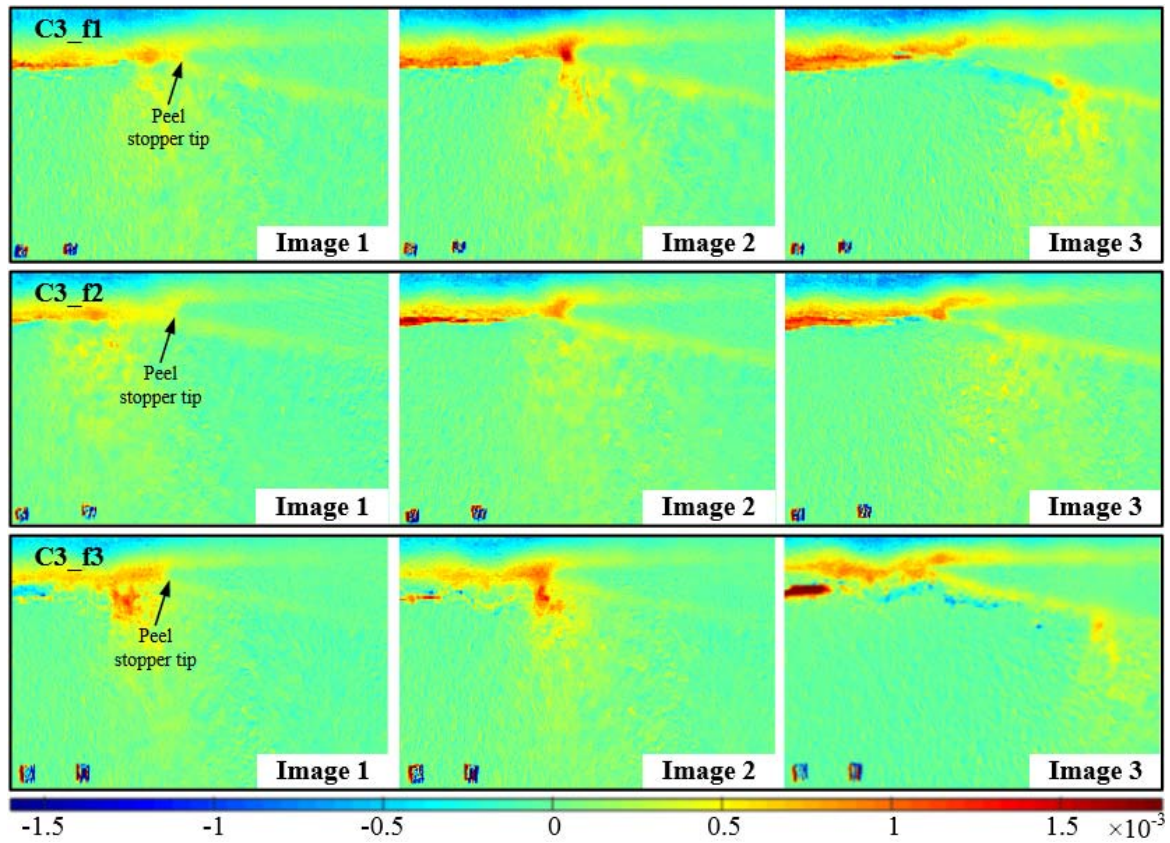 C3_f1
Peel
stopper tip
Image 1
Image 2
Image 3
C3_f2
Peel
stopper tip
Image 1
Image 2
Image 3
C3_f3
Peel
stopper tip
Image 1
Image 2
Image 3
-1.5 -1 -0.5 0 0.5 1 1.5 ×10⁻³